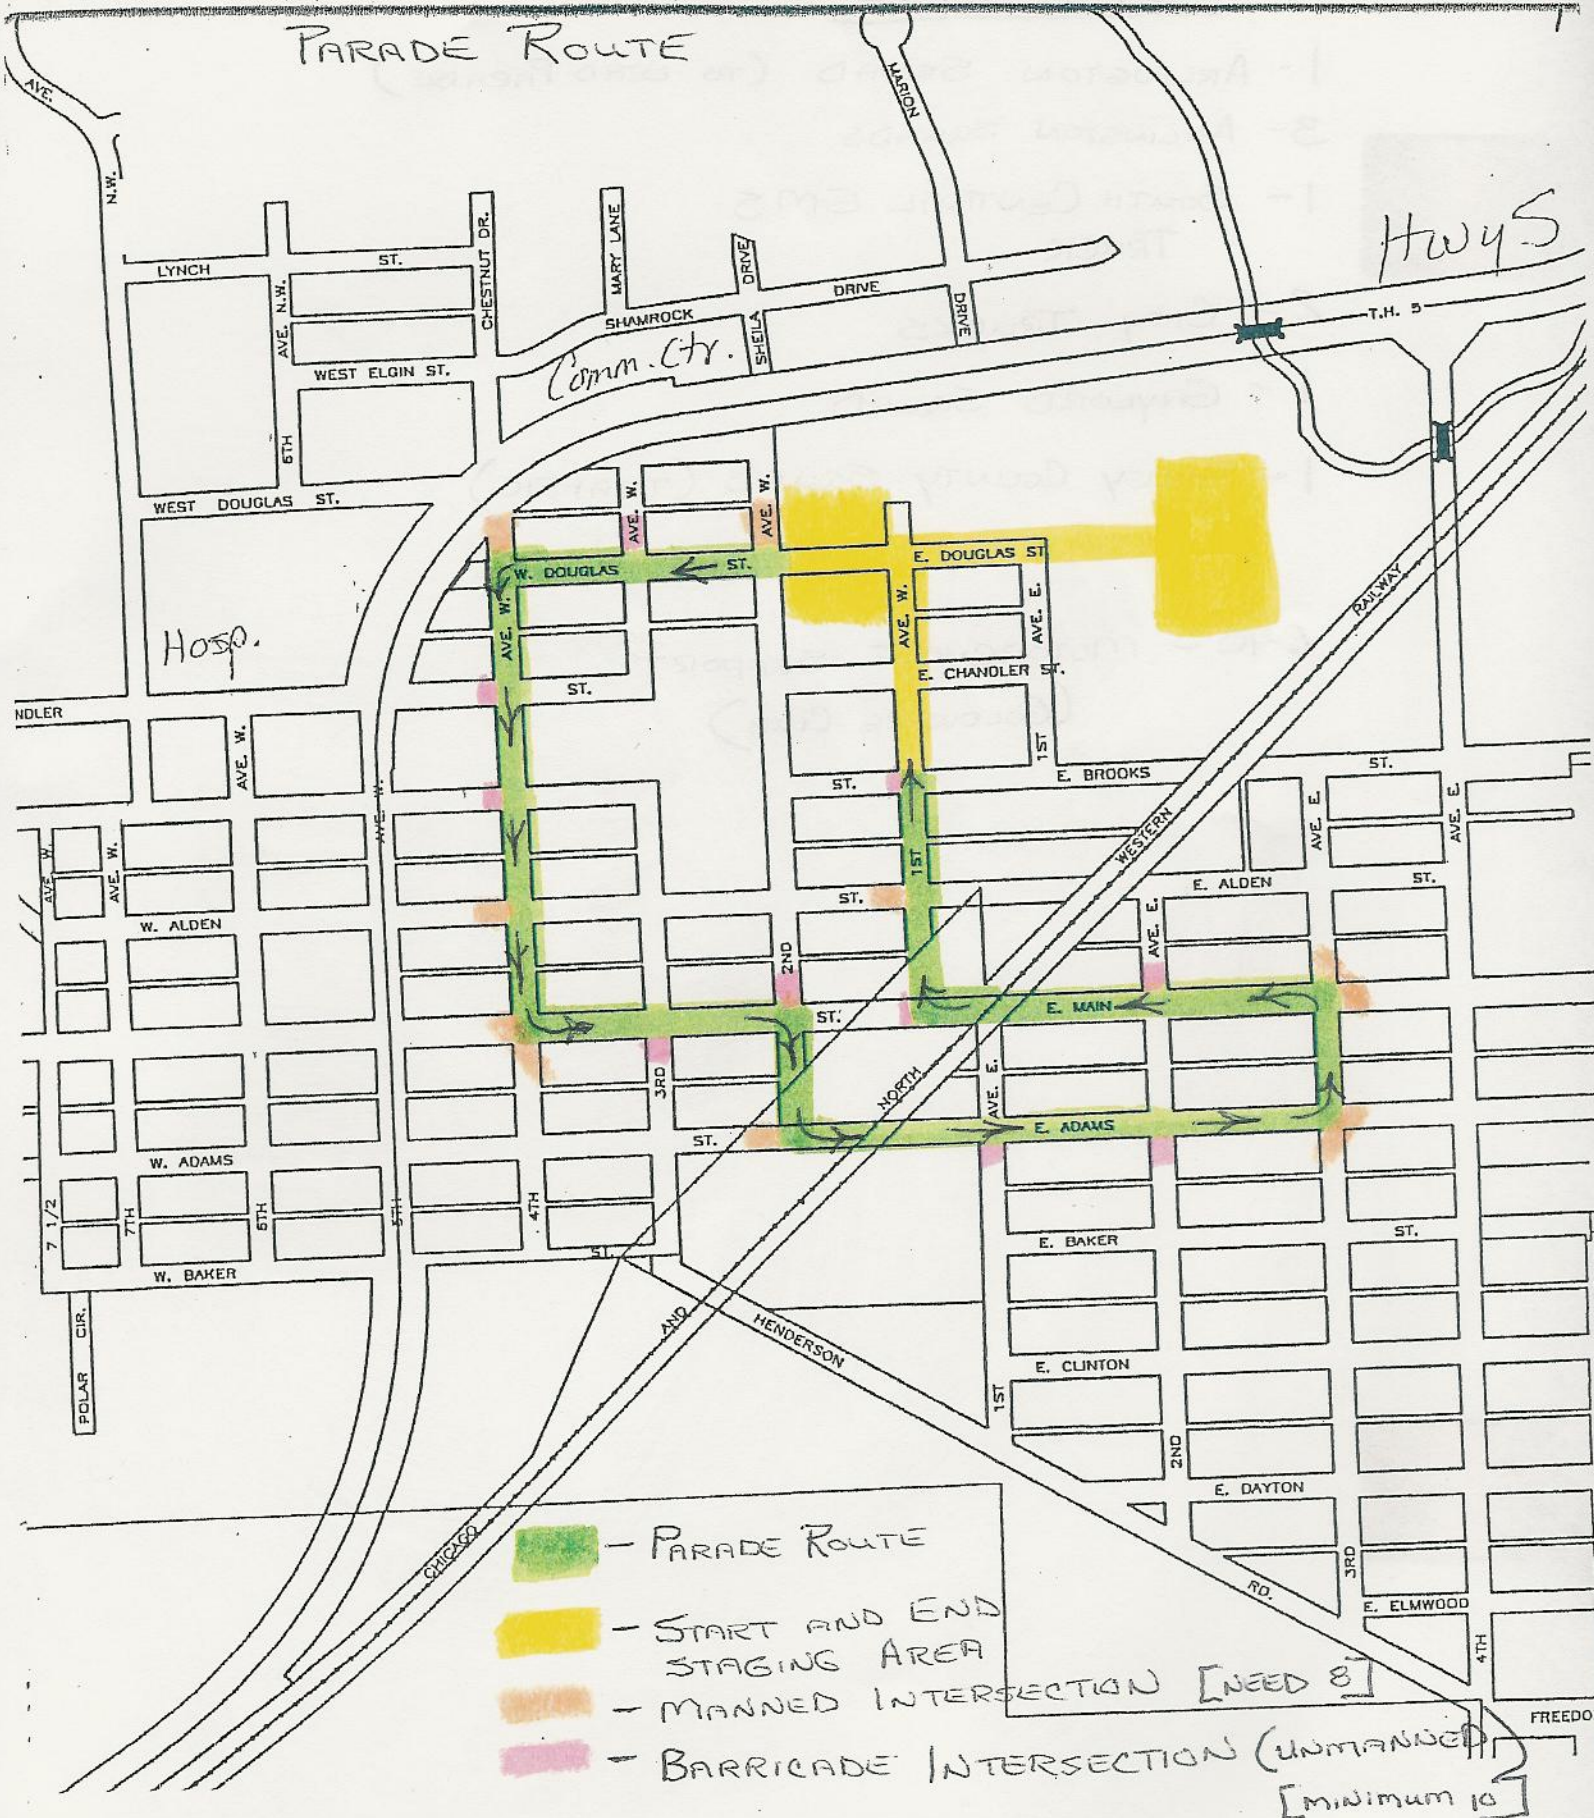 PARADE ROUTE
AVE.
N.W.
MARION
DRIVE
Hwy 5
T.H. 5
LYNCH ST.
AVE. N.W.
6TH
CHESTNUT DR.
MARY LANE
SHEILA DRIVE
SHAMROCK DRIVE
Comm. Ctr.
WEST ELGIN ST.
WEST DOUGLAS ST.
AVE. W.
AVE. W.
W. DOUGLAS ST.
E. DOUGLAS ST
AVE. W.
AVE. W.
AVE. E.
RAILWAY
Hosp.
E. CHANDLER ST.
ST.
NDLER
AVE. W.
AVE. W.
1ST
ST.
E. BROOKS
ST.
AVE. W.
AVE. W.
1ST
WESTERN
AVE. E.
AVE. E.
ST.
E. ALDEN
ST.
W. ALDEN
2ND
AVE. E.
ST.
E. MAIN
3RD
NORTH
AVE. E.
ST.
E. ADAMS
W. ADAMS
7 1/2
7TH
6TH
5TH
4TH
ST.
E. BAKER
ST.
W. BAKER
POLAR CIR.
AND
HENDERSON
E. CLINTON
1ST
2ND
E. DAYTON
CHICAGO
3RD
RD.
E. ELMWOOD
4TH
FREEDO
- PARADE ROUTE
- START AND END
STAGING AREA
- MANNED INTERSECTION [NEED 8]
- BARRICADE INTERSECTION (UNMANNED)
[minimum 10]